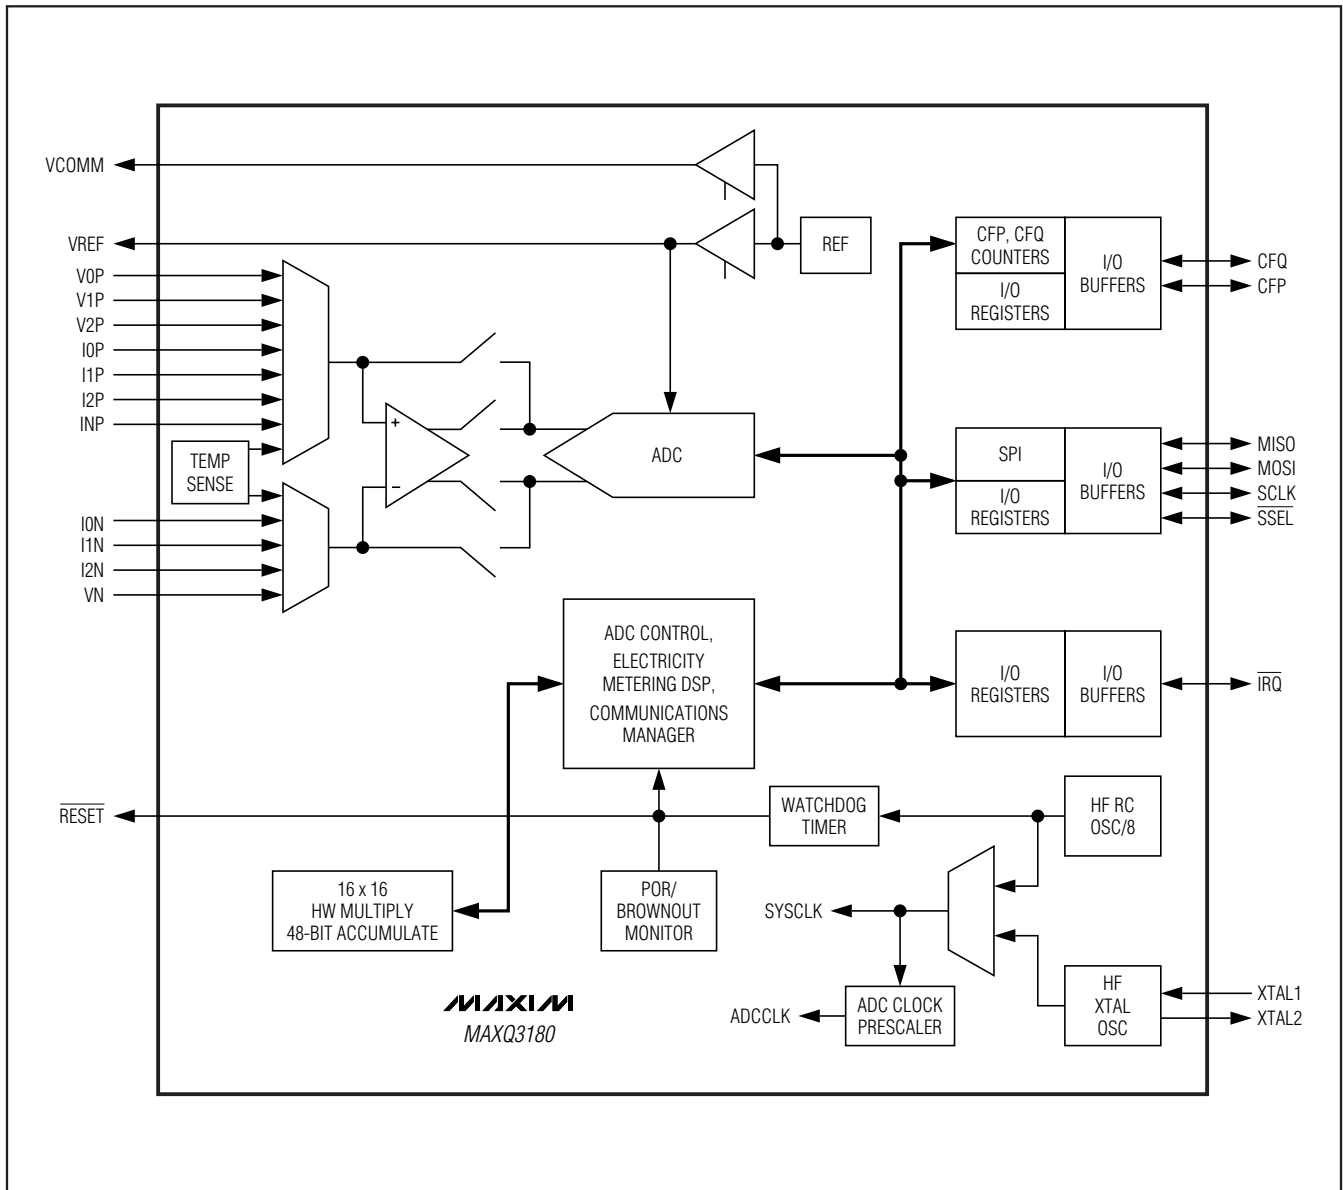 VCOMM
VREF
REF
V0P
V1P
V2P
I0P
I1P
I2P
INP
TEMP
SENSE
I0N
I1N
I2N
VN
+
−
ADC
CFP, CFQ
COUNTERS
I/O
REGISTERS
I/O
BUFFERS
CFQ
CFP
SPI
I/O
REGISTERS
I/O
BUFFERS
MISO
MOSI
SCLK
SSEL
ADC CONTROL,
ELECTRICITY
METERING DSP,
COMMUNICATIONS
MANAGER
I/O
REGISTERS
I/O
BUFFERS
IRQ
RESET
WATCHDOG
TIMER
HF RC
OSC/8
16 x 16
HW MULTIPLY
48-BIT ACCUMULATE
POR/
BROWNOUT
MONITOR
SYSCLK
ADCCLK
ADC CLOCK
PRESCALER
HF
XTAL
OSC
XTAL1
XTAL2
MAXIM
MAXQ3180